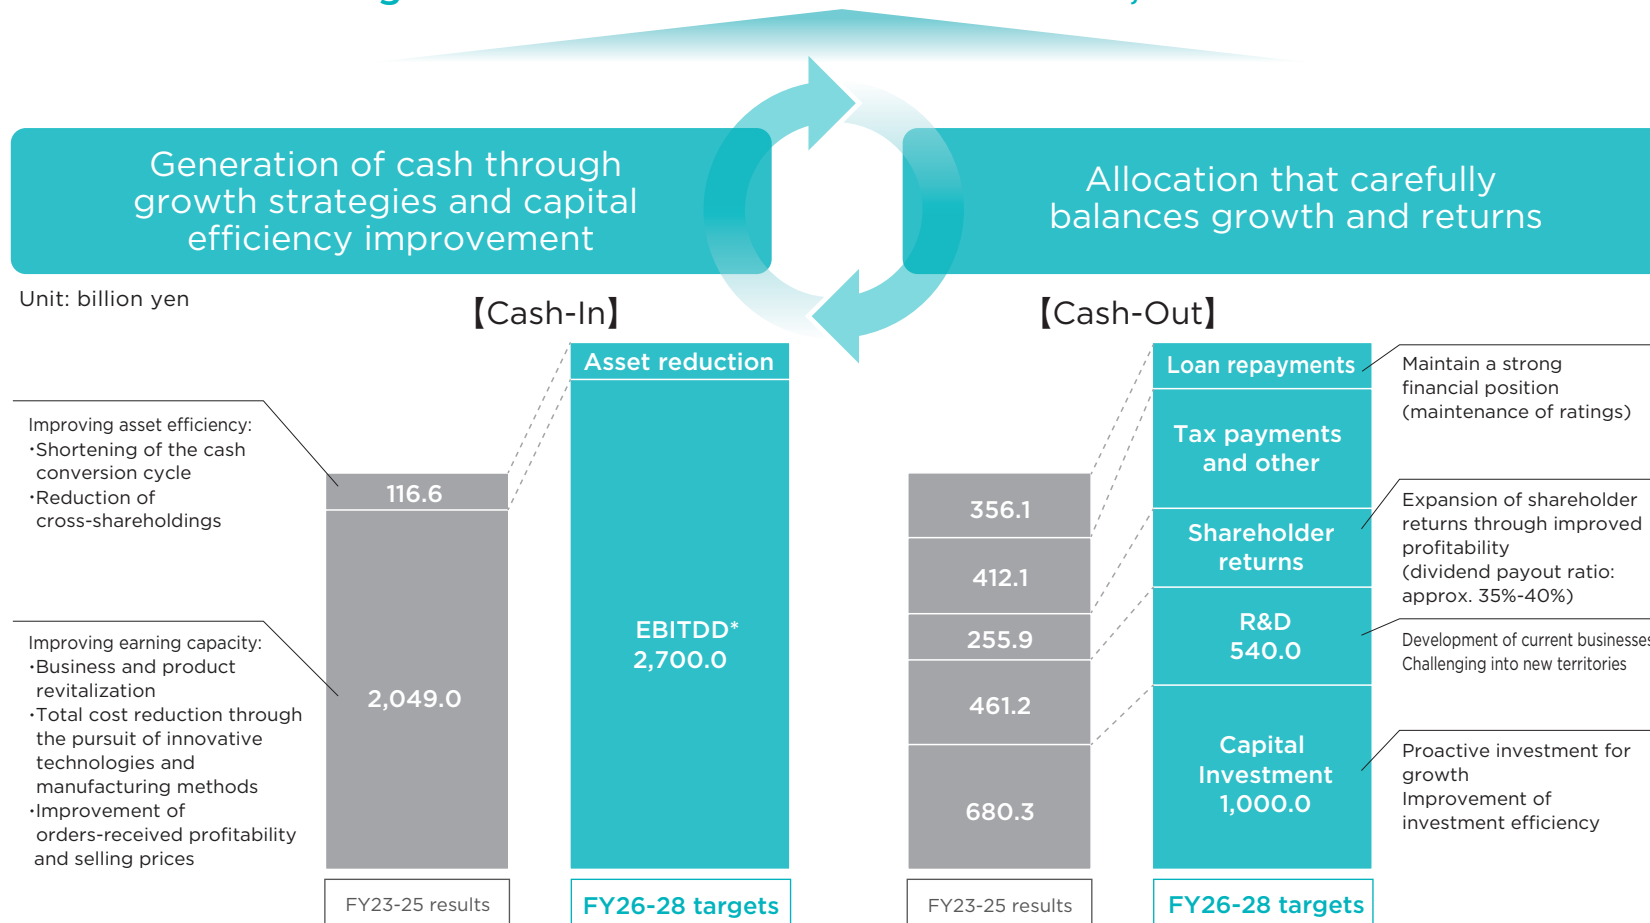 Generation of cash through
growth strategies and capital
efficiency improvement
Allocation that carefully
balances growth and returns
Unit: billion yen
【Cash-In】
Asset reduction
EBITDD*
2,700.0
116.6
2,049.0
Improving asset efficiency:
・Shortening of the cash
conversion cycle
・Reduction of
cross-shareholdings
Improving earning capacity:
・Business and product
revitalization
・Total cost reduction through
the pursuit of innovative
technologies and
manufacturing methods
・Improvement of
orders-received profitability
and selling prices
FY23-25 results
FY26-28 targets
【Cash-Out】
356.1
412.1
255.9
461.2
680.3
Loan repayments
Tax payments
and other
Shareholder
returns
R&D
540.0
Capital
Investment
1,000.0
Maintain a strong
financial position
(maintenance of ratings)
Expansion of shareholder
returns through improved
profitability
(dividend payout ratio:
approx. 35%-40%)
Development of current businesses
Challenging into new territories
Proactive investment for
growth
Improvement of
investment efficiency
FY23-25 results
FY26-28 targets